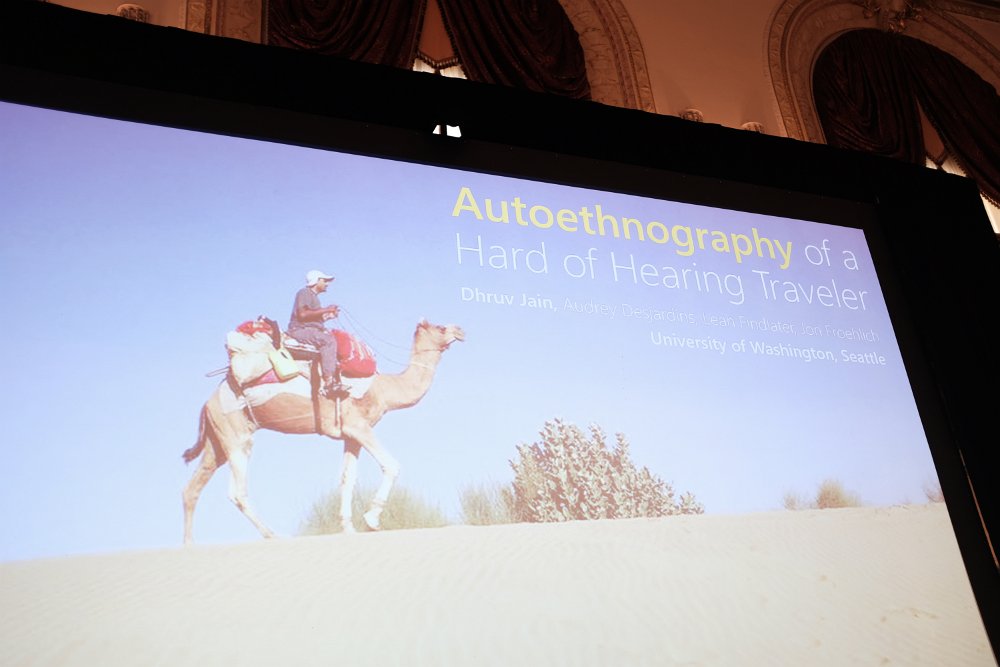 Autoethnography of a
Hard of Hearing Traveler
Dhruv Jain, Audrey Desjardins, Leah Findlater, Jon Froehlich
University of Washington, Seattle